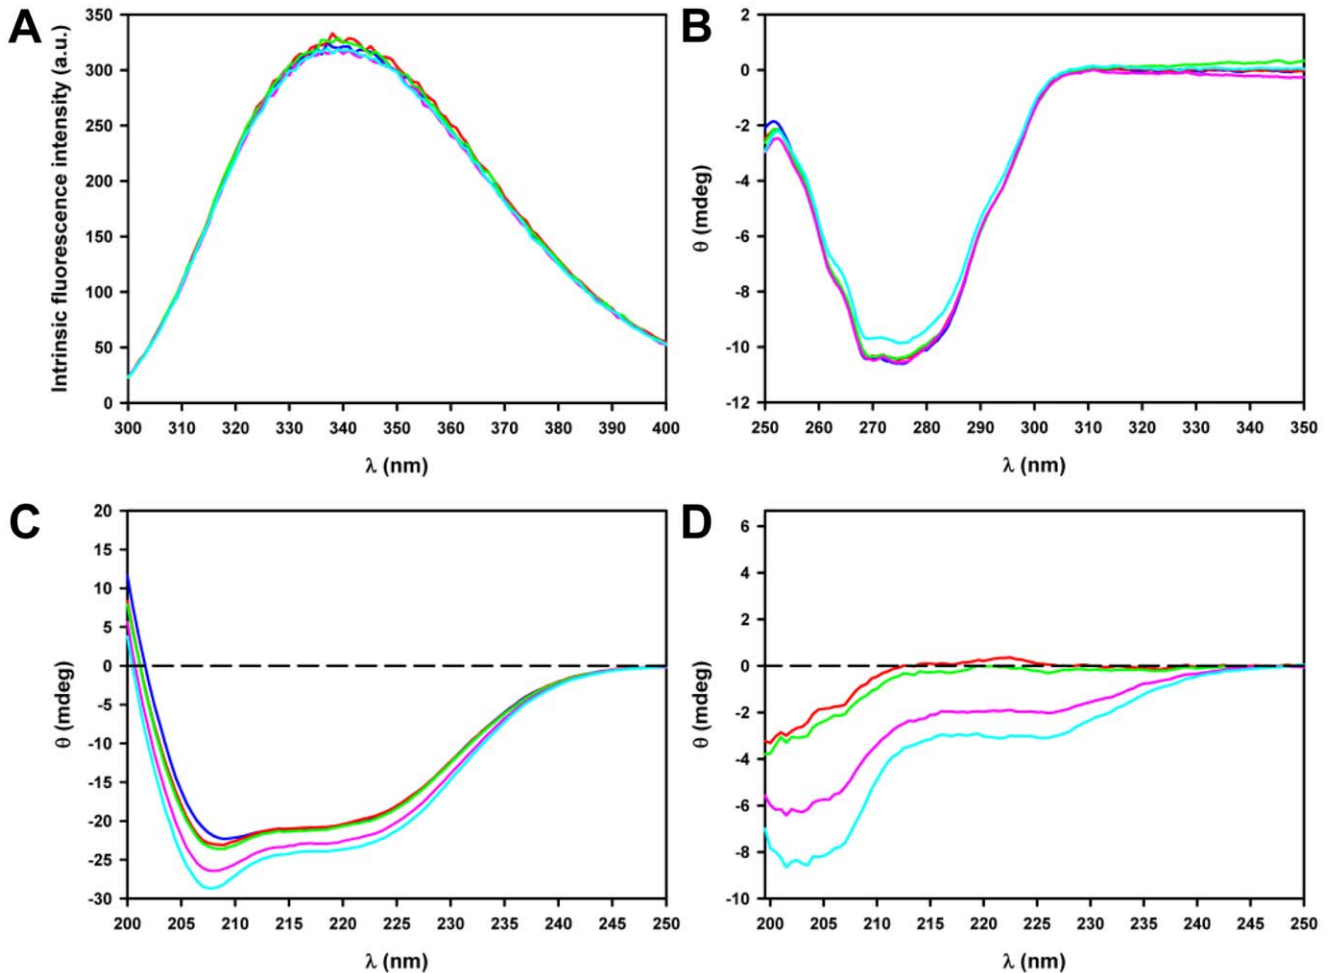 A
Intrinsic fluorescence intensity (a.u.)
350
300
250
200
150
100
50
0
300 310 320 330 340 350 360 370 380 390 400
λ (nm)
B
θ (mdeg)
2
0
-2
-4
-6
-8
-10
-12
250 260 270 280 290 300 310 320 330 340 350
λ (nm)
C
θ (mdeg)
20
15
10
5
0
-5
-10
-15
-20
-25
-30
200 205 210 215 220 225 230 235 240 245 250
λ (nm)
D
θ (mdeg)
6
4
2
0
-2
-4
-6
-8
-10
200 205 210 215 220 225 230 235 240 245 250
λ (nm)